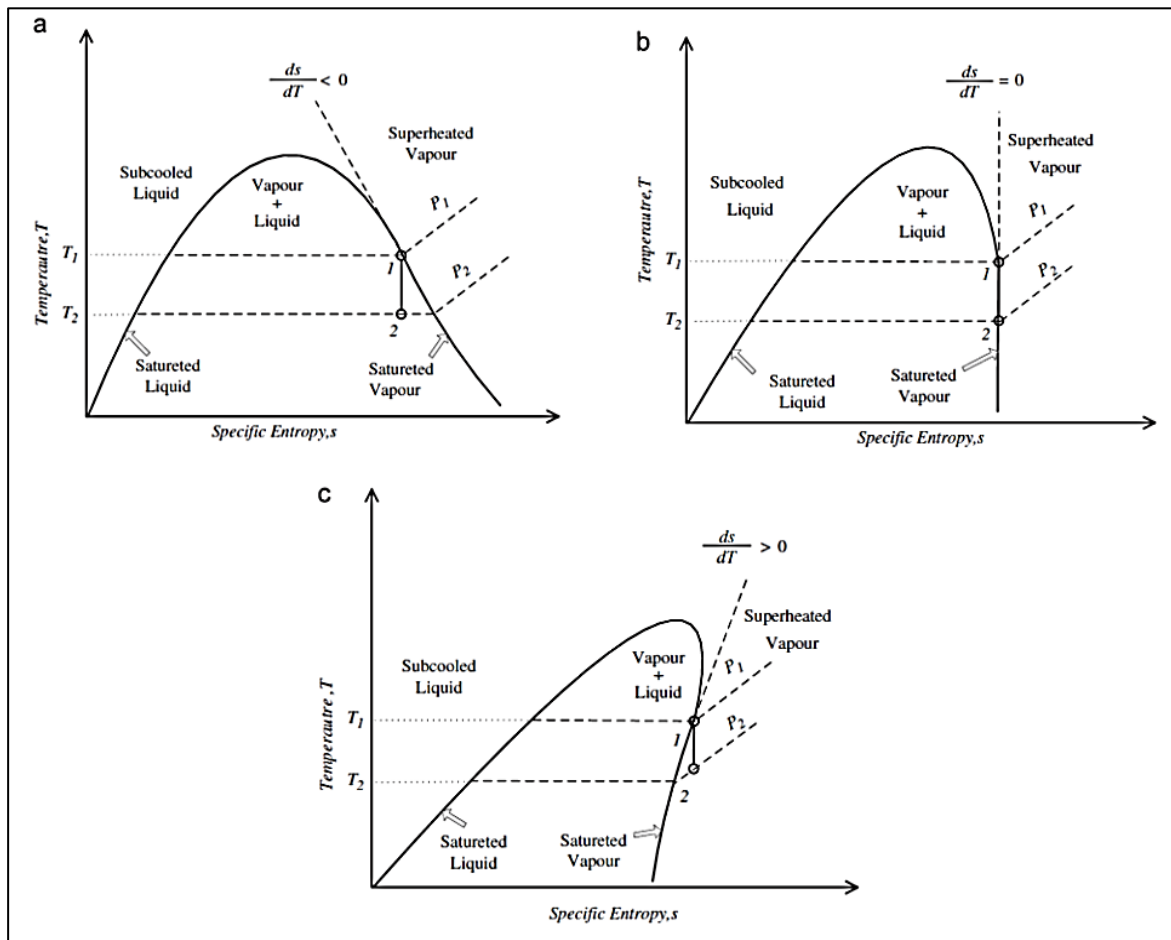 a
ds
dT
< 0
Superheated
Vapour
Subcooled
Liquid
Vapour
+
Liquid
P1
T1
1
P2
T2
2
Satureted
Liquid
Satureted
Vapour
Temperautre,T
Specific Entropy,s
b
ds
dT
= 0
Superheated
Vapour
Subcooled
Liquid
Vapour
+
Liquid
P1
T1
1
P2
T2
2
Satureted
Liquid
Satureted
Vapour
Temperautre,T
Specific Entropy,s
c
ds
dT
> 0
Superheated
Vapour
Subcooled
Liquid
Vapour
+
Liquid
P1
T1
1
P2
T2
2
Satureted
Liquid
Satureted
Vapour
Temperautre ,T
Specific Entropy,s